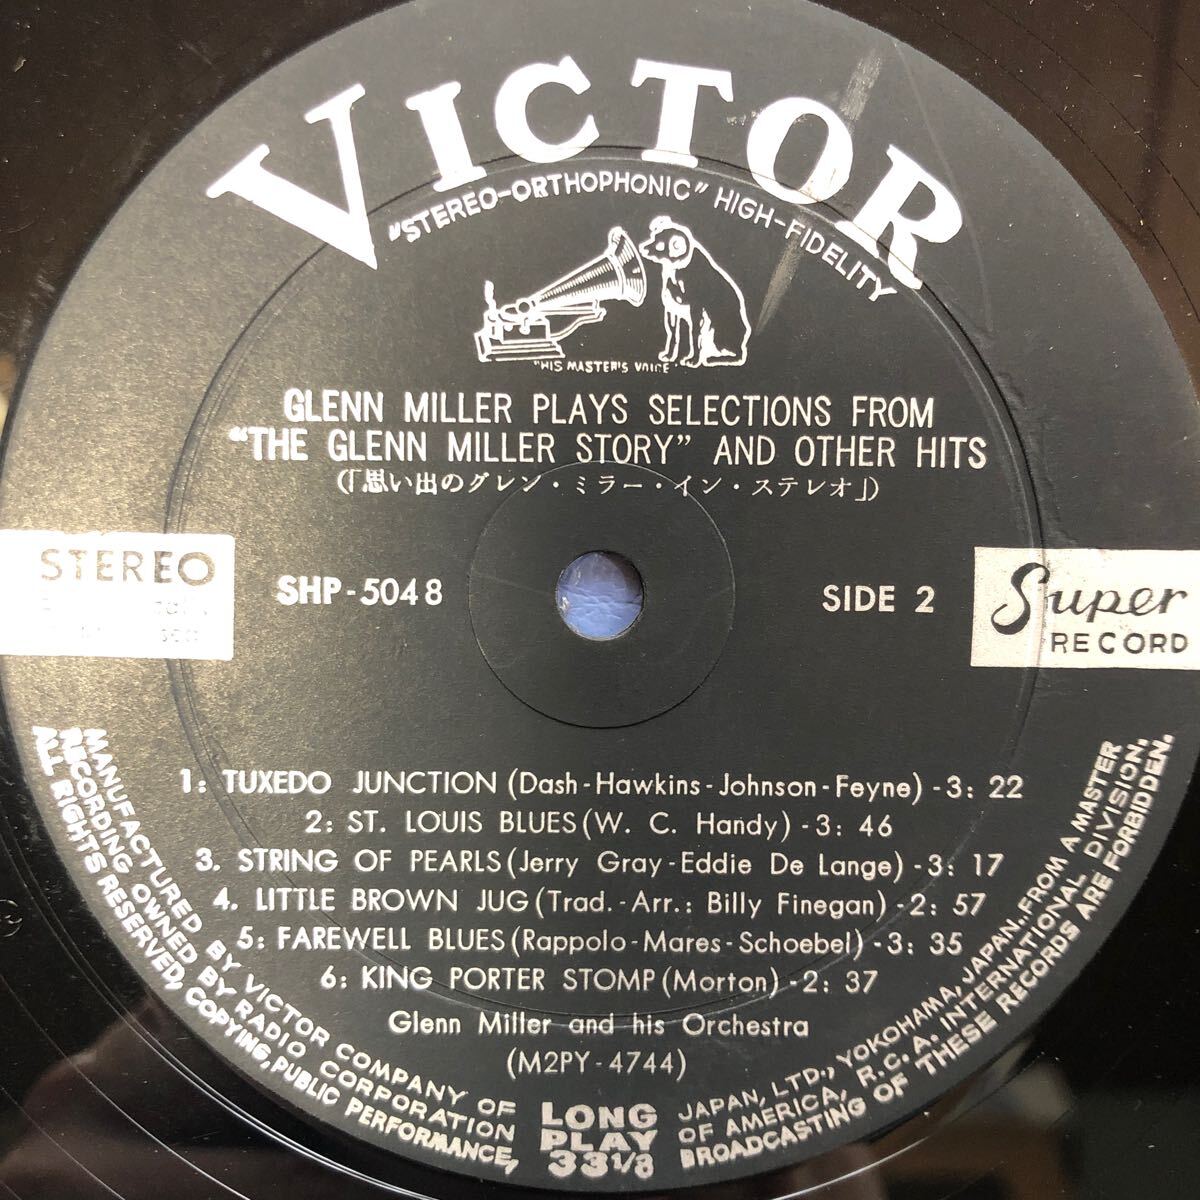 VICTOR
"STEREO-ORTHOPHONIC" HIGH-FIDELITY
"HIS MASTER'S VOICE"
GLENN MILLER PLAYS SELECTIONS FROM
“THE GLENN MILLER STORY” AND OTHER HITS
(「思い出のグレン・ミラー・イン・ステレオ」)
STEREO
SHP-5048
SIDE 2
Super
RECORD
1: TUXEDO JUNCTION (Dash-Hawkins-Johnson-Feyne) - 3: 22
2: ST. LOUIS BLUES (W. C. Handy) - 3: 46
3. STRING OF PEARLS (Jerry Gray-Eddie De Lange) - 3: 17
4. LITTLE BROWN JUG (Trad.-Arr.: Billy Finegan) - 2: 57
5: FAREWELL BLUES (Rappolo-Mares-Schoebel) - 3: 35
6: KING PORTER STOMP (Morton) - 2: 37
Glenn Miller and his Orchestra
(M2PY-4744)
MANUFACTURED BY VICTOR COMPANY OF JAPAN, LTD., YOKOHAMA, JAPAN., FROM A MASTER
RECORDING OWNED BY RADIO CORPORATION OF AMERICA, R.C.A. INTERNATIONAL DIVISION.
ALL RIGHTS RESERVED, COPYING, PUBLIC PERFORMANCE, BROADCASTING OF THESE RECORDS ARE FORBIDDEN.
LONG
PLAY
33 1/3